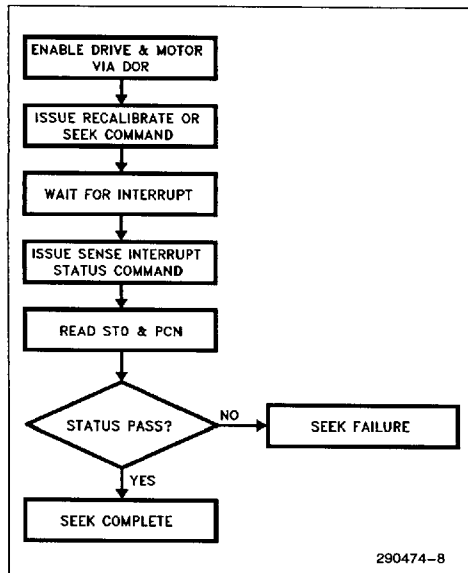 ENABLE DRIVE & MOTOR
VIA DOR
ISSUE RECALIBRATE OR
SEEK COMMAND
WAIT FOR INTERRUPT
ISSUE SENSE INTERRUPT
STATUS COMMAND
READ ST0 & PCN
STATUS PASS?
NO
SEEK FAILURE
YES
SEEK COMPLETE
290474-8